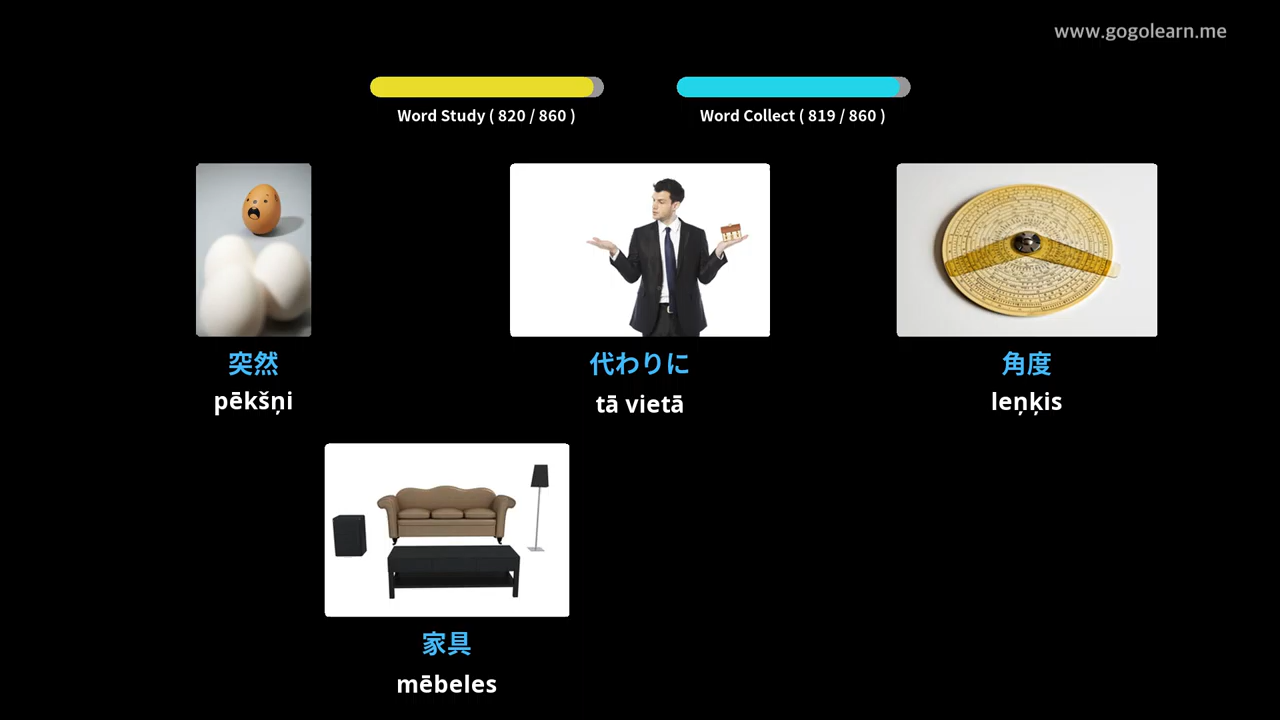 www.gogolearn.me
Word Study ( 820 / 860 )
Word Collect ( 819 / 860 )
突然
pēkšņi
代わりに
tā vietā
角度
leņķis
家具
mēbeles